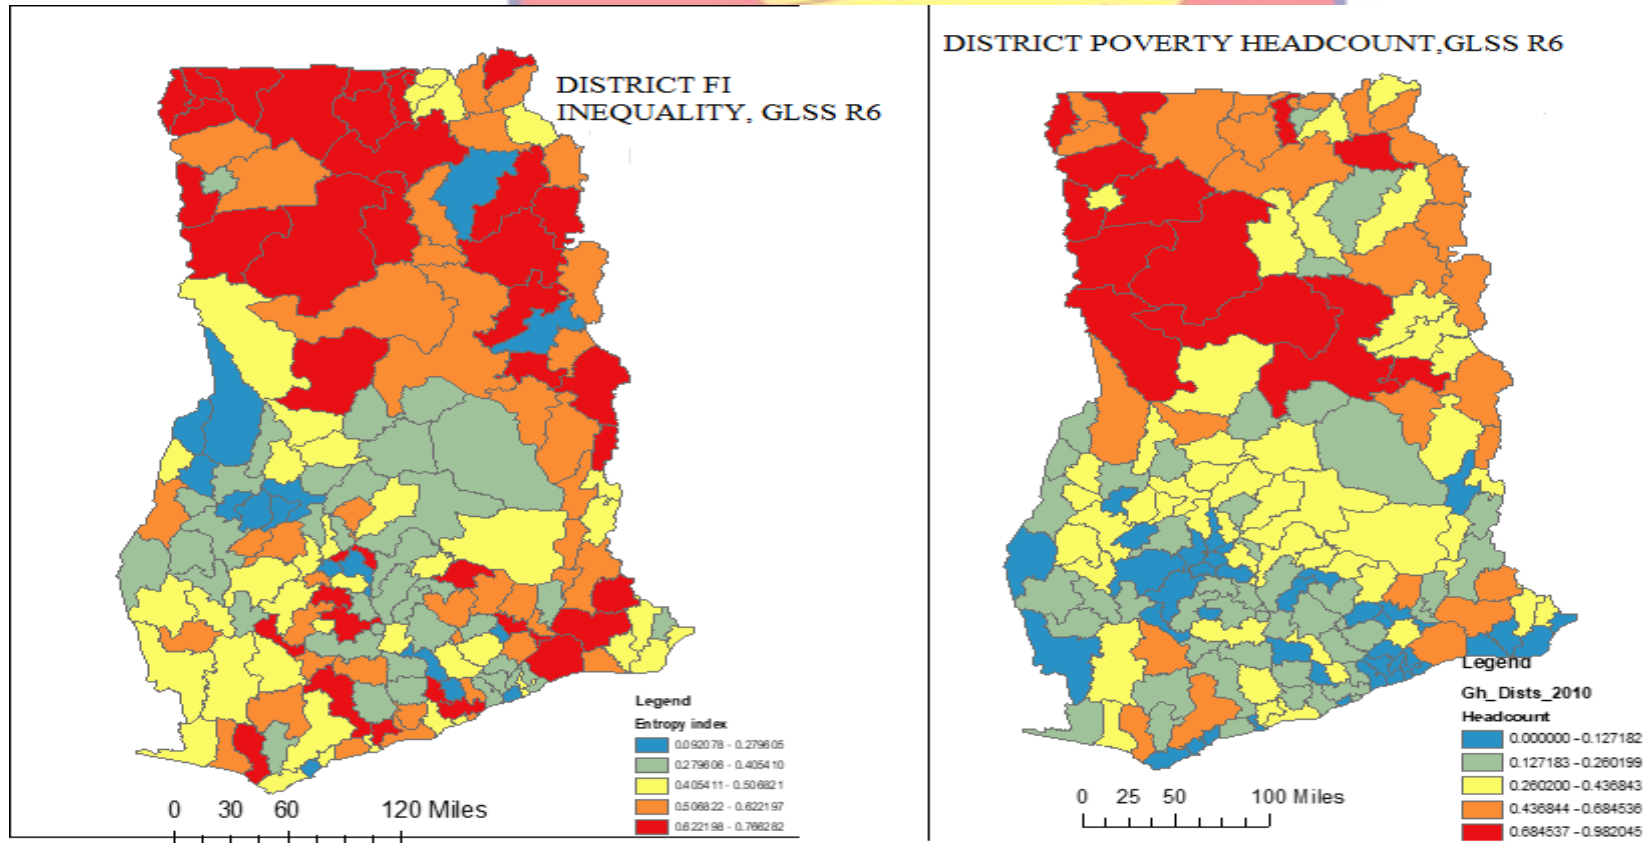 DISTRICT FI
INEQUALITY, GLSS R6
Legend
Entropy index
0.092078 - 0.279605
0.279606 - 0.405410
0.405411 - 0.506821
0.506822 - 0.622197
0.622198 - 0.766282
0 30 60 120 Miles
DISTRICT POVERTY HEADCOUNT,GLSS R6
Legend
Gh_Dists_2010
Headcount
0.000000 - 0.127182
0.127183 - 0.260199
0.260200 - 0.436843
0.436844 - 0.684536
0.684537 - 0.982045
0 25 50 100 Miles